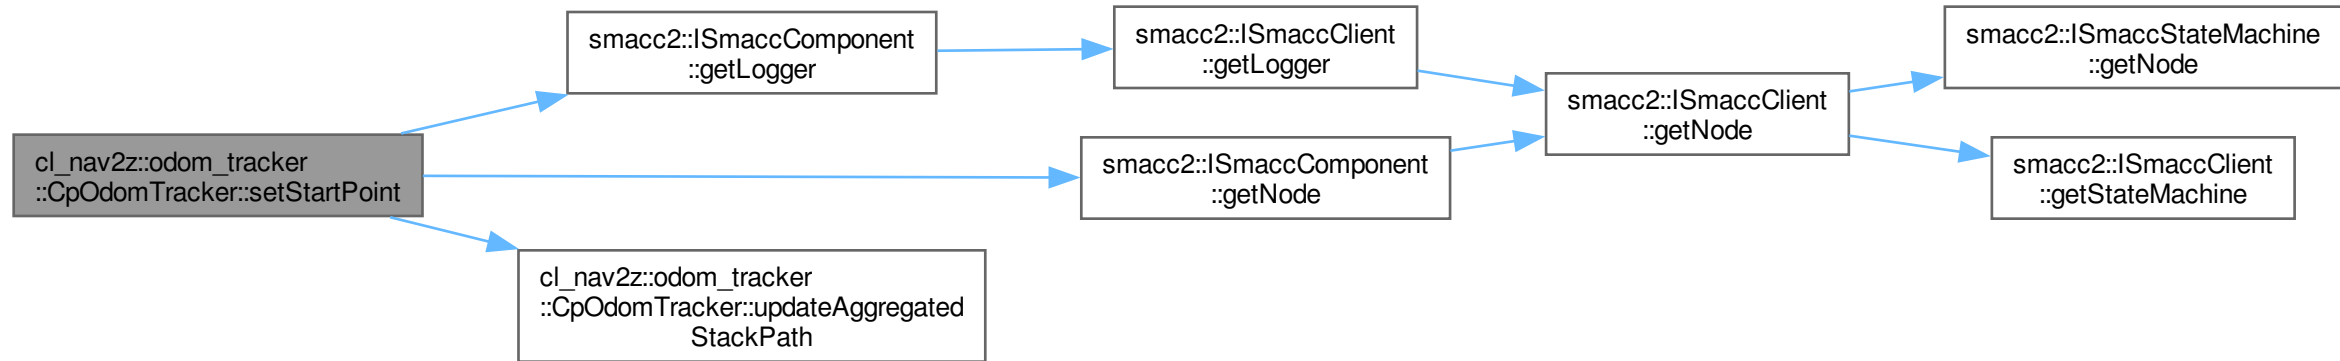 cl_nav2z::odom_tracker
::CpOdomTracker::setStartPoint
smacc2::ISmaccComponent
::getLogger
cl_nav2z::odom_tracker
::CpOdomTracker::updateAggregated
StackPath
smacc2::ISmaccClient
::getLogger
smacc2::ISmaccComponent
::getNode
smacc2::ISmaccClient
::getNode
smacc2::ISmaccStateMachine
::getNode
smacc2::ISmaccClient
::getStateMachine